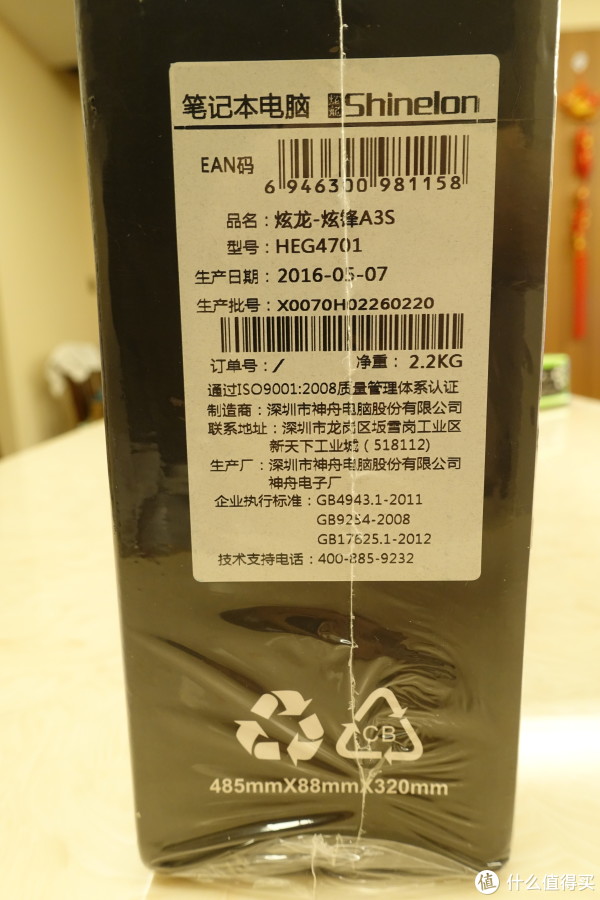 笔记本电脑 炫龙 Shinelon
EAN码
6 946300 981158
品名：炫龙-炫锋A3S
型号：HEG4701
生产日期：2016-05-07
生产批号：X0070H02260220
订单号：/ 净重：2.2KG
通过ISO9001:2008质量管理体系认证
制造商：深圳市神舟电脑股份有限公司
联系地址：深圳市龙岗区坂雪岗工业区
新天下工业城（518112）
生产厂：深圳市神舟电脑股份有限公司
神舟电子厂
企业执行标准：GB4943.1-2011
GB9254-2008
GB17625.1-2012
技术支持电话：400-885-9232
CB
485mmX88mmX320mm
值 什么值得买